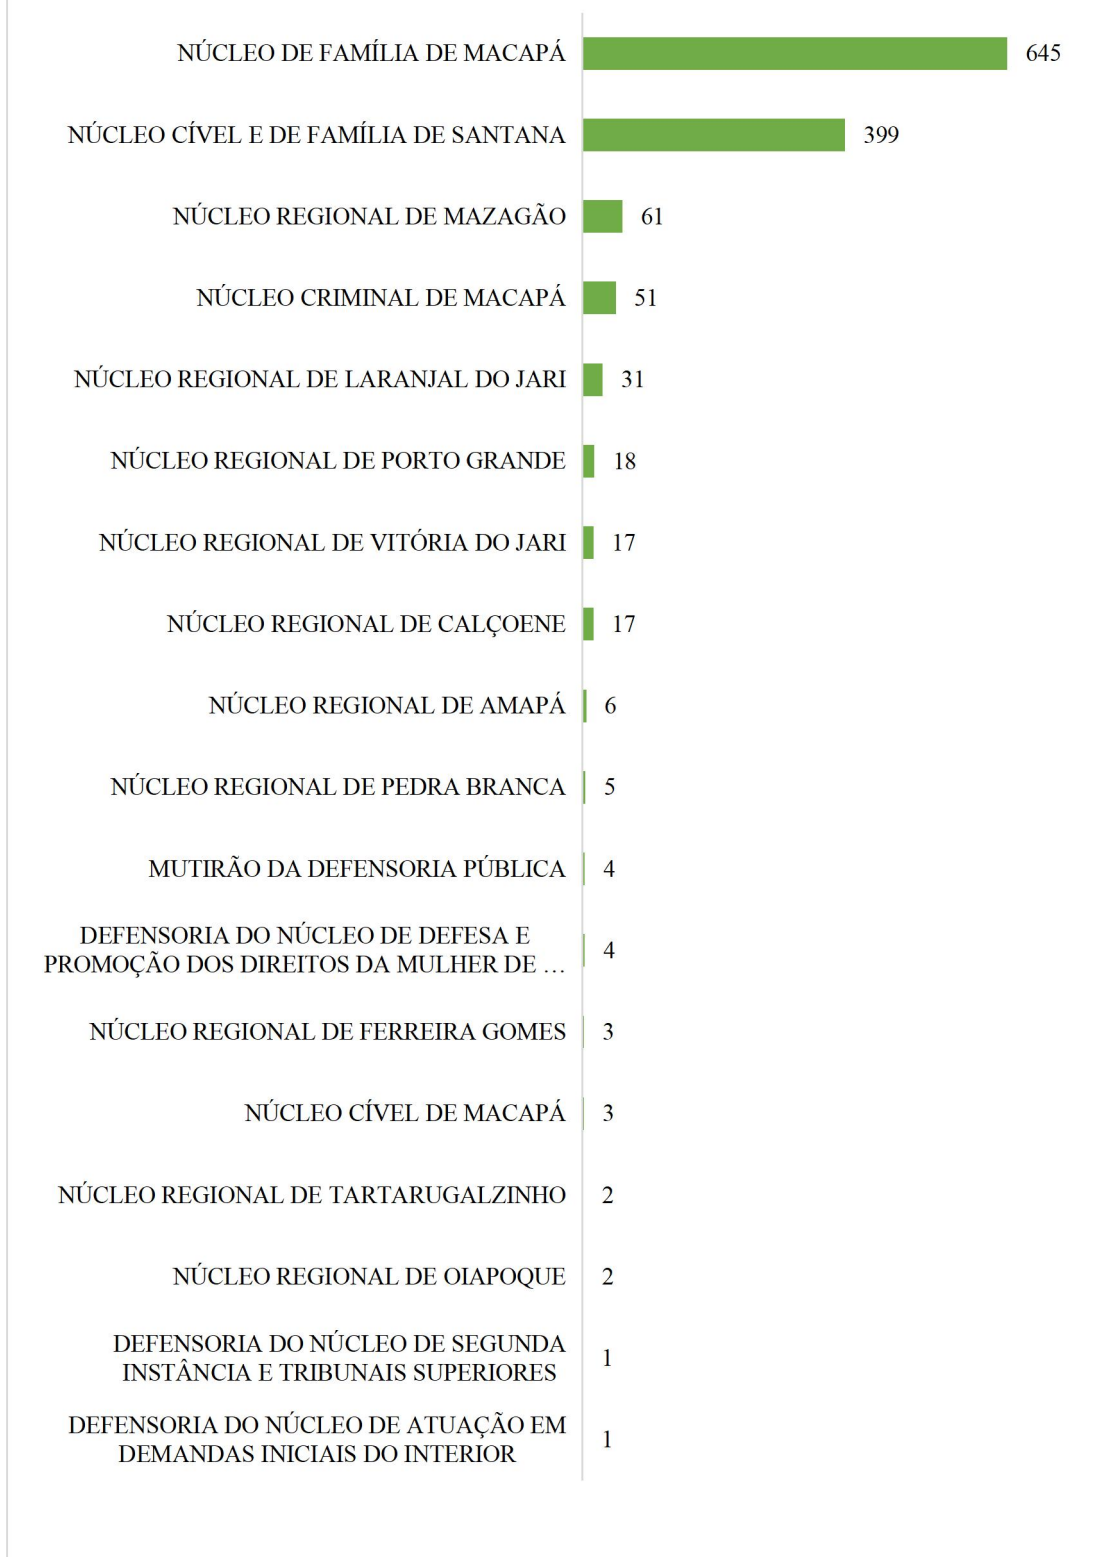 NÚCLEO DE FAMÍLIA DE MACAPÁ 645
NÚCLEO CÍVEL E DE FAMÍLIA DE SANTANA 399
NÚCLEO REGIONAL DE MAZAGÃO 61
NÚCLEO CRIMINAL DE MACAPÁ 51
NÚCLEO REGIONAL DE LARANJAL DO JARI 31
NÚCLEO REGIONAL DE PORTO GRANDE 18
NÚCLEO REGIONAL DE VITÓRIA DO JARI 17
NÚCLEO REGIONAL DE CALÇOENE 17
NÚCLEO REGIONAL DE AMAPÁ 6
NÚCLEO REGIONAL DE PEDRA BRANCA 5
MUTIRÃO DA DEFENSORIA PÚBLICA 4
DEFENSORIA DO NÚCLEO DE DEFESA E
PROMOÇÃO DOS DIREITOS DA MULHER DE … 4
NÚCLEO REGIONAL DE FERREIRA GOMES 3
NÚCLEO CÍVEL DE MACAPÁ 3
NÚCLEO REGIONAL DE TARTARUGALZINHO 2
NÚCLEO REGIONAL DE OIAPOQUE 2
DEFENSORIA DO NÚCLEO DE SEGUNDA
INSTÂNCIA E TRIBUNAIS SUPERIORES 1
DEFENSORIA DO NÚCLEO DE ATUAÇÃO EM
DEMANDAS INICIAIS DO INTERIOR 1